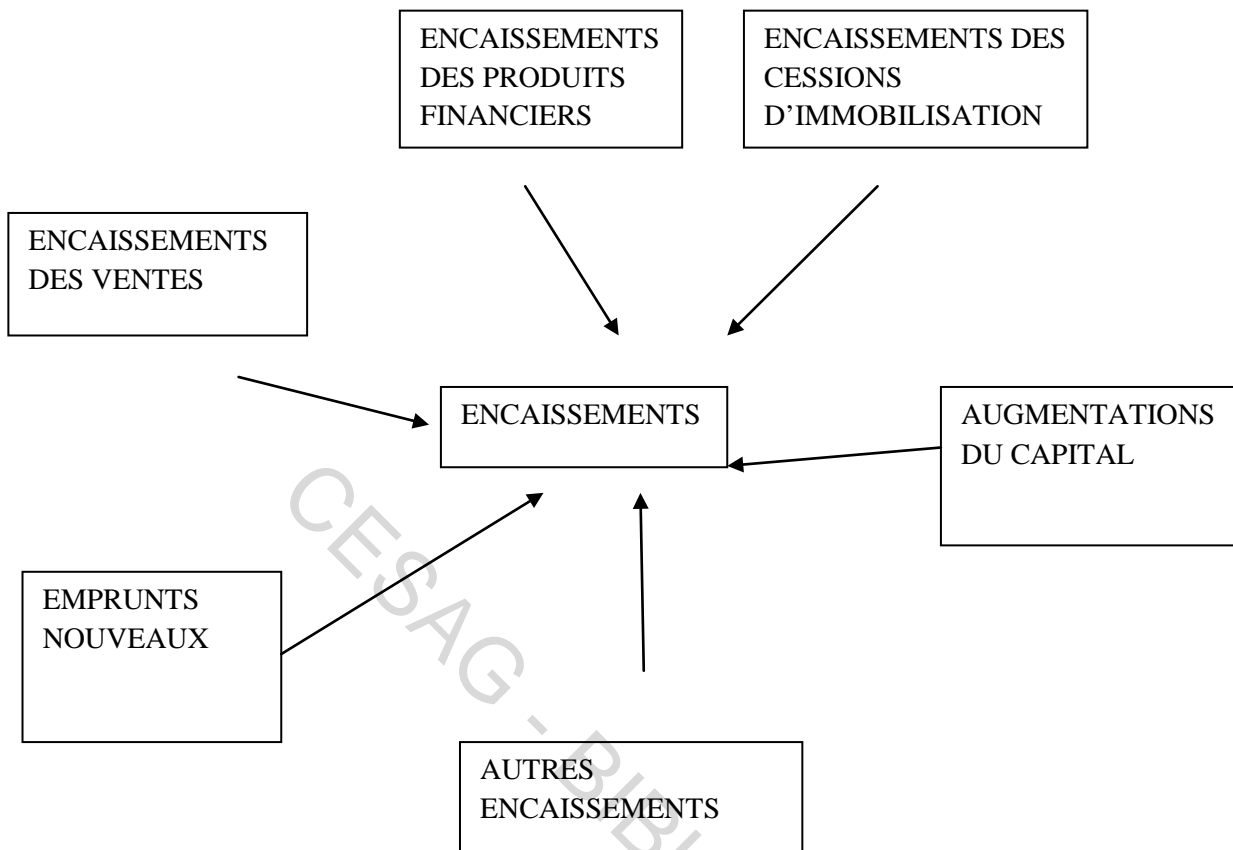 ENCAISSEMENTS
DES PRODUITS
FINANCIERS
ENCAISSEMENTS DES
CESSIONS
D’IMMOBILISATION
ENCAISSEMENTS
DES VENTES
ENCAISSEMENTS
AUGMENTATIONS
DU CAPITAL
EMPRUNTS
NOUVEAUX
AUTRES
ENCAISSEMENTS
CESAG -